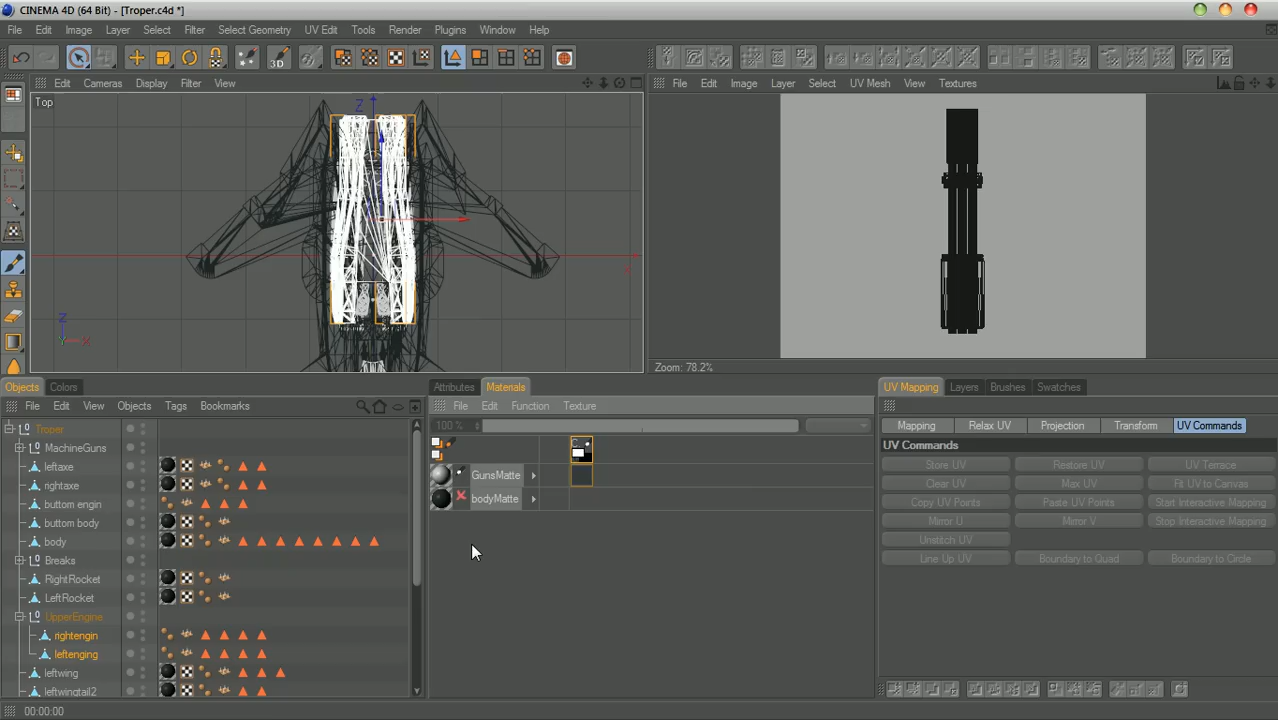 CINEMA 4D (64 Bit) - [Troper.c4d *]
File Edit Image Layer Select Filter Select Geometry UV Edit Tools Render Plugins Window Help
3D
Edit Cameras Display Filter View
File Edit Image Layer Select UV Mesh View Textures
Top
Z
X
Z
Y X
Zoom: 78.2%
Objects Colors
Attributes Materials
UV Mapping Layers Brushes Swatches
File Edit View Objects Tags Bookmarks
File Edit Function Texture
100 %
Mapping Relax UV Projection Transform UV Commands
UV Commands
Troper
MachineGuns
leftaxe
rightaxe
buttom engin
buttom body
body
Breaks
RightRocket
LeftRocket
UpperEngine
rightengin
leftenging
leftwing
leftwingtail2
C..
GunsMatte
bodyMatte
Store UV Restore UV UV Terrace
Clear UV Max UV Fit UV to Canvas
Copy UV Points Paste UV Points Start Interactive Mapping
Mirror U Mirror V Stop Interactive Mapping
Unstitch UV
Line Up UV Boundary to Quad Boundary to Circle
00:00:00